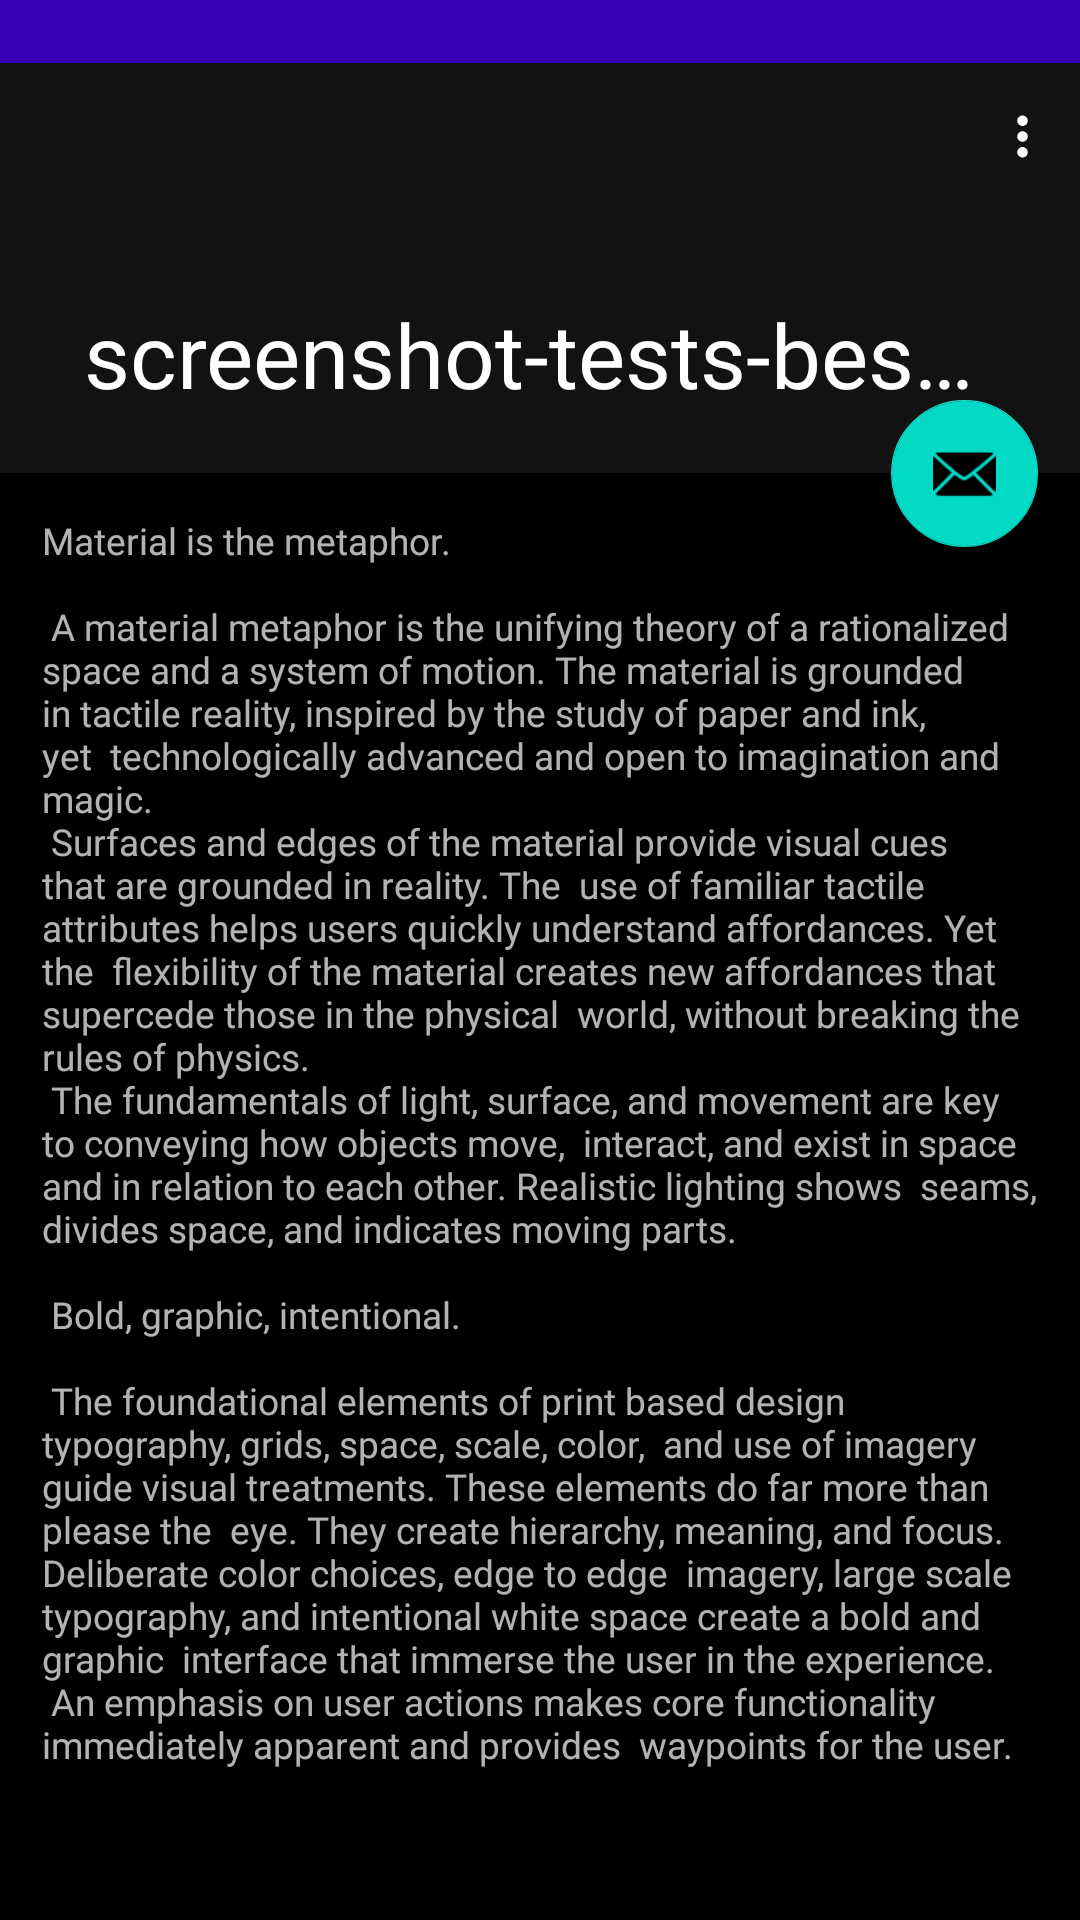 screenshot-tests-bes...
Material is the metaphor.
A material metaphor is the unifying theory of a rationalized
space and a system of motion. The material is grounded
in tactile reality, inspired by the study of paper and ink,
yet  technologically advanced and open to imagination and
magic.
Surfaces and edges of the material provide visual cues
that are grounded in reality. The  use of familiar tactile
attributes helps users quickly understand affordances. Yet
the  flexibility of the material creates new affordances that
supercede those in the physical  world, without breaking the
rules of physics.
The fundamentals of light, surface, and movement are key
to conveying how objects move,  interact, and exist in space
and in relation to each other. Realistic lighting shows  seams,
divides space, and indicates moving parts.
Bold, graphic, intentional.
The foundational elements of print based design
typography, grids, space, scale, color,  and use of imagery
guide visual treatments. These elements do far more than
please the  eye. They create hierarchy, meaning, and focus.
Deliberate color choices, edge to edge  imagery, large scale
typography, and intentional white space create a bold and
graphic  interface that immerse the user in the experience.
An emphasis on user actions makes core functionality
immediately apparent and provides  waypoints for the user.